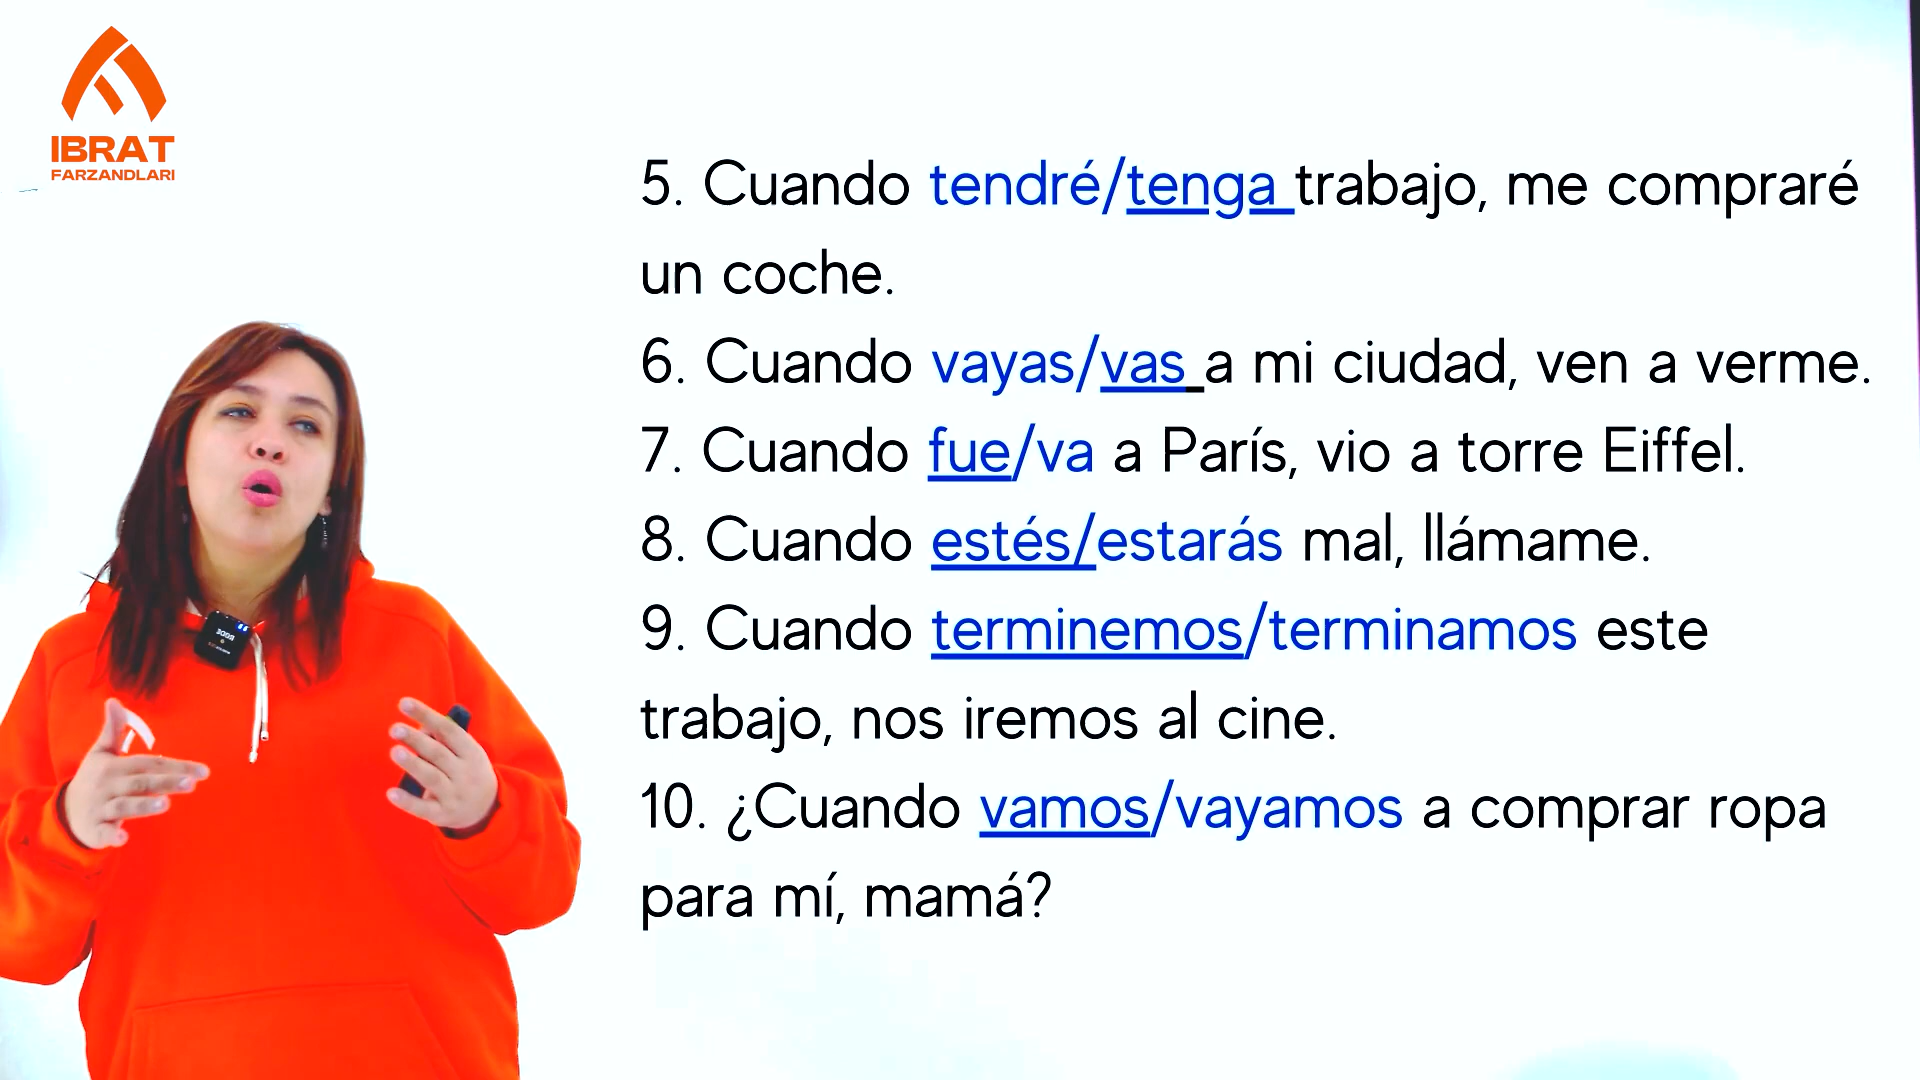 IBRAT
FARZANDLARI
5. Cuando tendré/tenga trabajo, me compraré
un coche.
6. Cuando vayas/vas a mi ciudad, ven a verme.
7. Cuando fue/va a París, vio a torre Eiffel.
8. Cuando estés/estarás mal, llámame.
9. Cuando terminemos/terminamos este
trabajo, nos iremos al cine.
10. ¿Cuando vamos/vayamos a comprar ropa
para mí, mamá?